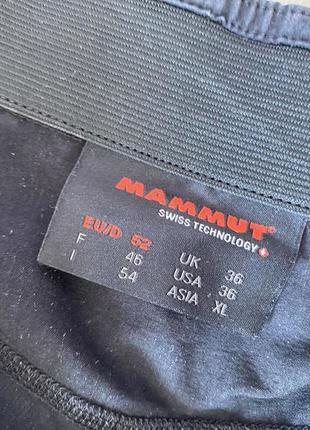 MAMMUT
SWISS TECHNOLOGY
EU/D 52 UK 36
F 46 USA 36
I 54 ASIA XL